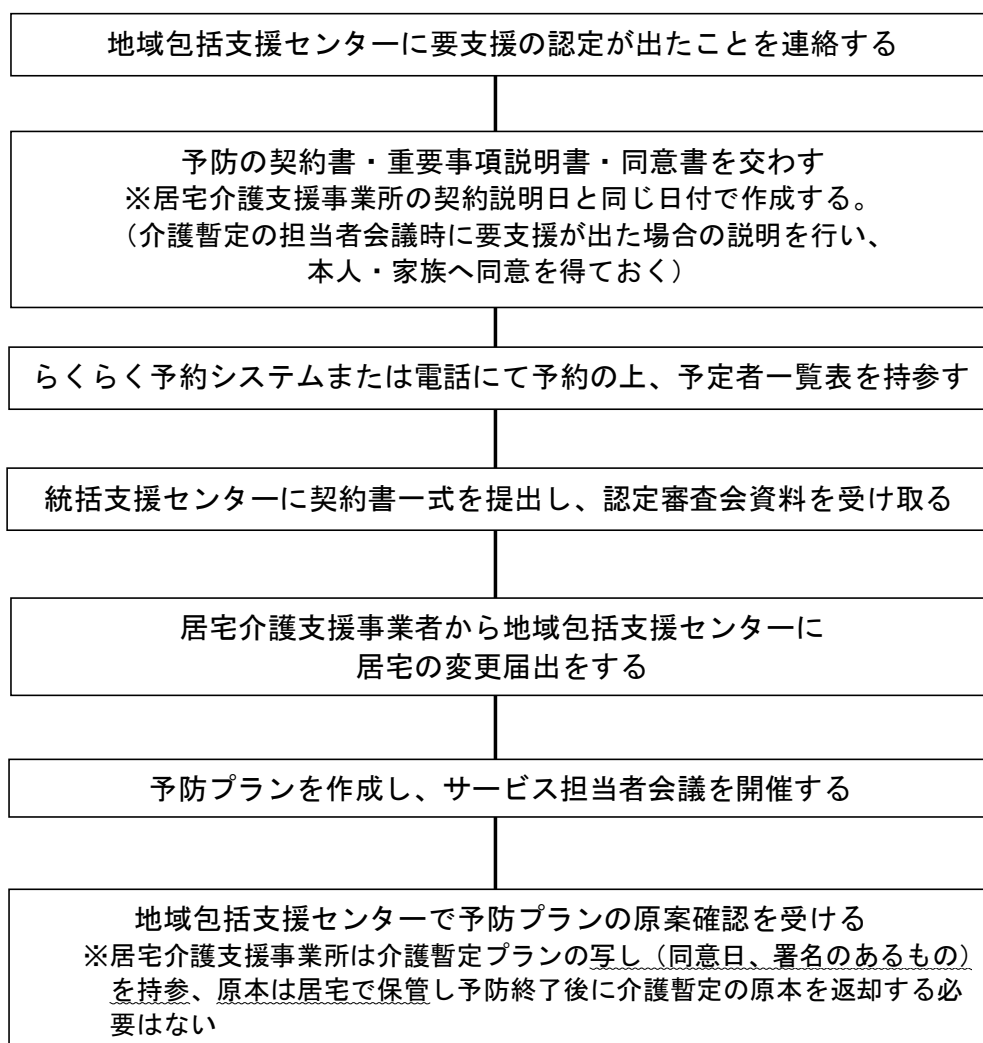 地域包括支援センターに要支援の認定が出たことを連絡する
予防の契約書・重要事項説明書・同意書を交わす
※居宅介護支援事業所の契約説明日と同じ日付で作成する。
（介護暫定の担当者会議時に要支援が出た場合の説明を行い、
本人・家族へ同意を得ておく）
らくらく予約システムまたは電話にて予約の上、予定者一覧表を持参す
統括支援センターに契約書一式を提出し、認定審査会資料を受け取る
居宅介護支援事業者から地域包括支援センターに
居宅の変更届出をする
予防プランを作成し、サービス担当者会議を開催する
地域包括支援センターで予防プランの原案確認を受ける
※居宅介護支援事業所は介護暫定プランの写し（同意日、署名のあるもの）
を持参、原本は居宅で保管し予防終了後に介護暫定の原本を返却する必
要はない